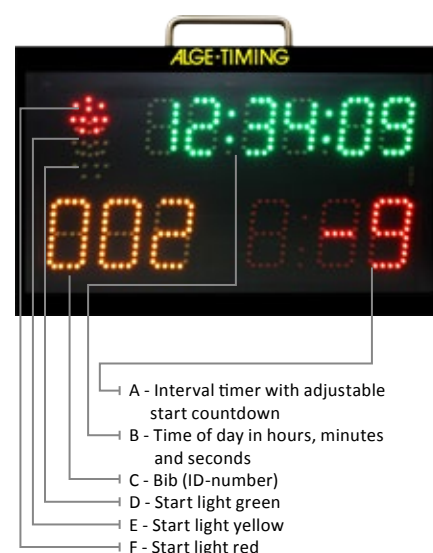 ALGE-TIMING
12:34:09
002 -9
A - Interval timer with adjustable
start countdown
B - Time of day in hours, minutes
and seconds
C - Bib (ID-number)
D - Start light green
E - Start light yellow
F - Start light red